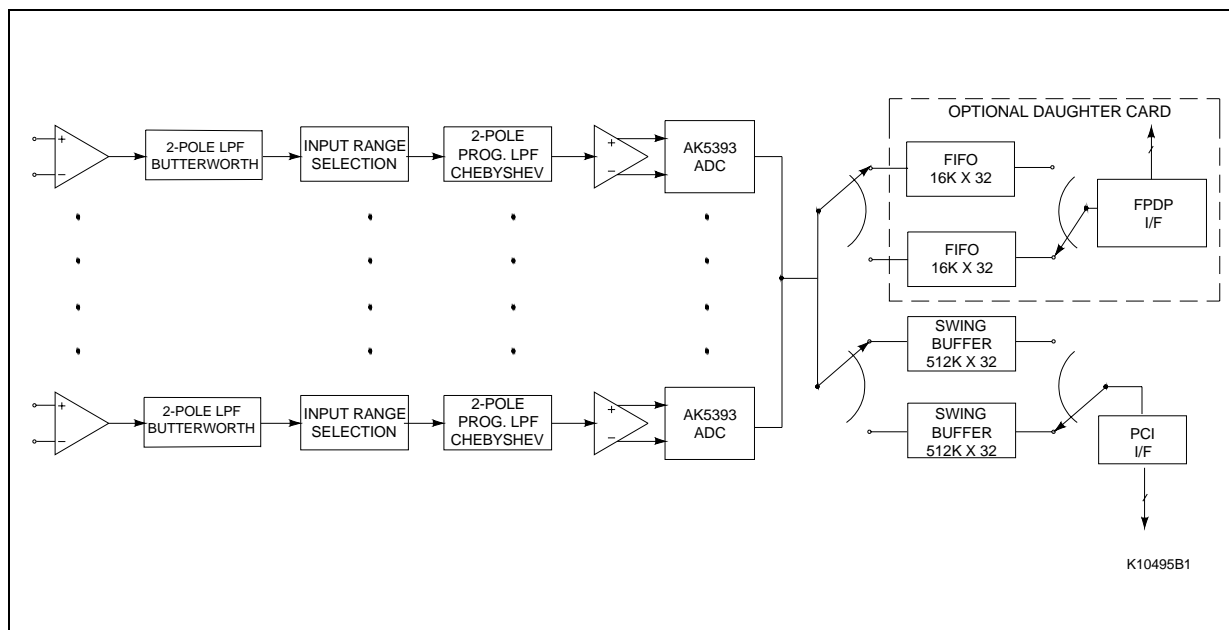 OPTIONAL DAUGHTER CARD
+
−
2-POLE LPF
BUTTERWORTH
INPUT RANGE
SELECTION
2-POLE
PROG. LPF
CHEBYSHEV
+
−
AK5393
ADC
FIFO
16K X 32
FPDP
I/F
FIFO
16K X 32
SWING
BUFFER
512K X 32
+
−
2-POLE LPF
BUTTERWORTH
INPUT RANGE
SELECTION
2-POLE
PROG. LPF
CHEBYSHEV
+
−
AK5393
ADC
SWING
BUFFER
512K X 32
PCI
I/F
K10495B1